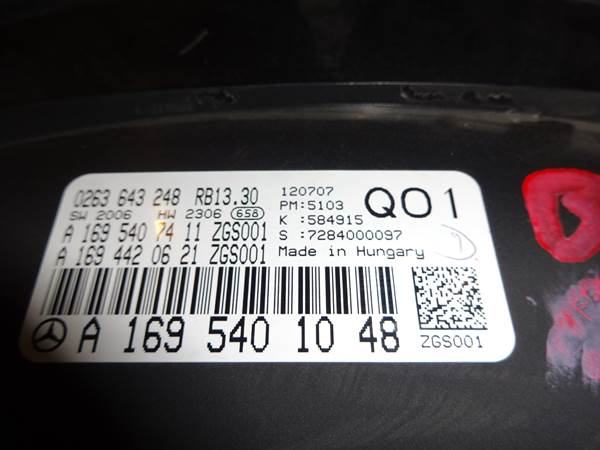 0263 643 248 RB13.30 120707
SW 2006 HW 2306 658 PM:5103
K :584915
Q01
A 169 540 74 11 ZGS001 S :7284000097
A 169 442 06 21 ZGS001 Made in Hungary
A 169 540 10 48
ZGS001